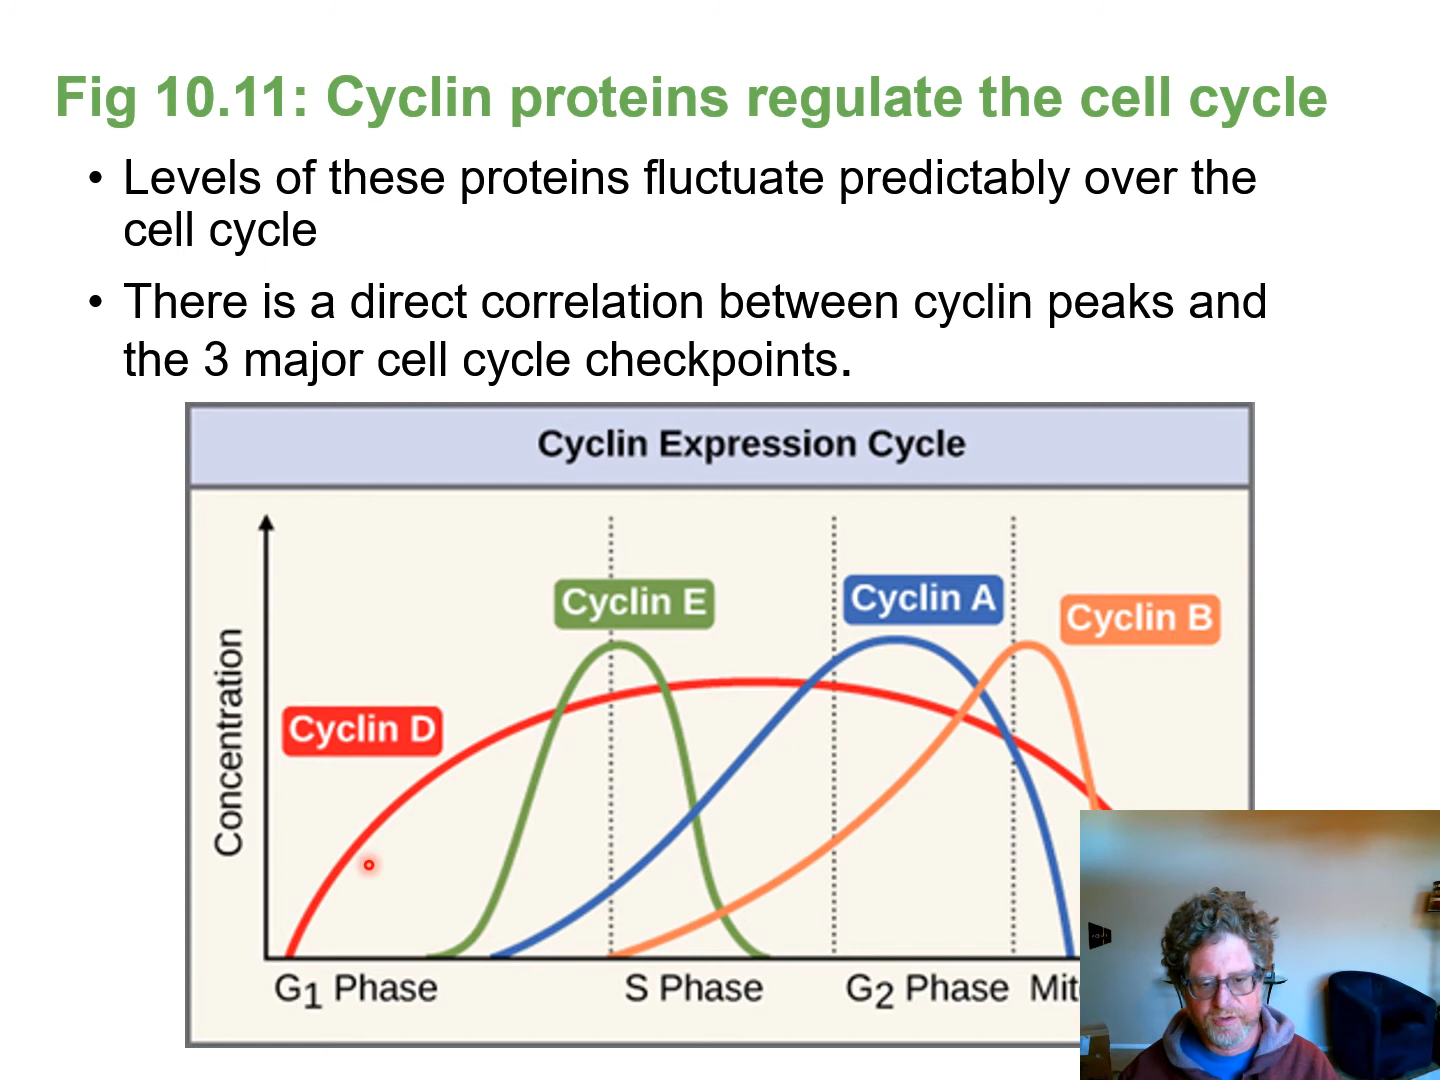 Fig 10.11: Cyclin proteins regulate the cell cycle
• Levels of these proteins fluctuate predictably over the
cell cycle
• There is a direct correlation between cyclin peaks and
the 3 major cell cycle checkpoints.
Cyclin Expression Cycle
Cyclin E
Cyclin A
Cyclin B
Cyclin D
Concentration
G1 Phase
S Phase
G2 Phase
Mit